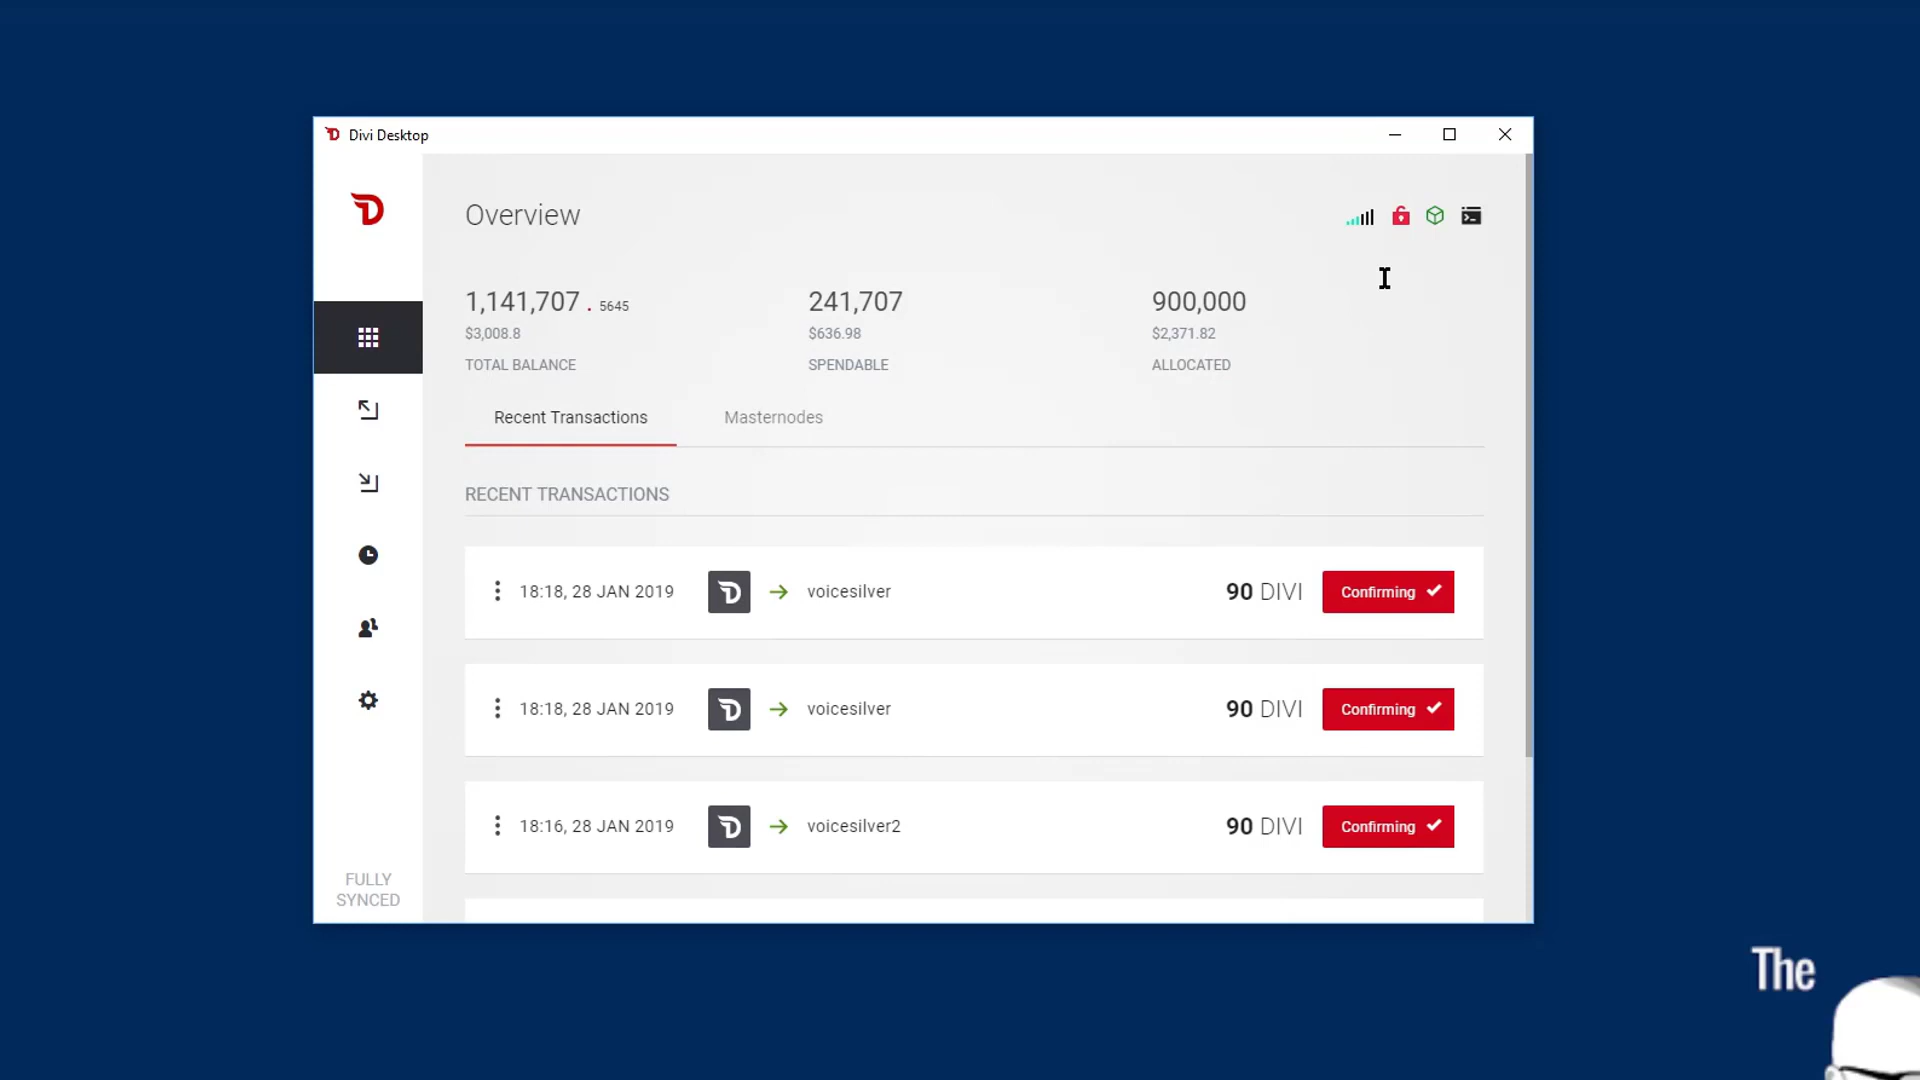 Divi Desktop
Overview
1,141,707 . 5645
$3,008.8
TOTAL BALANCE
241,707
$636.98
SPENDABLE
900,000
$2,371.82
ALLOCATED
Recent Transactions
Masternodes
RECENT TRANSACTIONS
18:18, 28 JAN 2019 voicesilver 90 DIVI Confirming
18:18, 28 JAN 2019 voicesilver 90 DIVI Confirming
18:16, 28 JAN 2019 voicesilver2 90 DIVI Confirming
FULLY
SYNCED
The